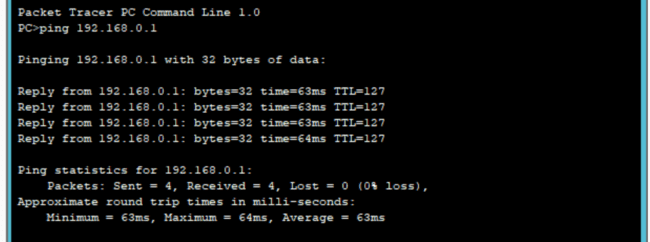 Packet Tracer PC Command Line 1.0
PC>ping 192.168.0.1
Pinging 192.168.0.1 with 32 bytes of data:
Reply from 192.168.0.1: bytes=32 time=63ms TTL=127
Reply from 192.168.0.1: bytes=32 time=63ms TTL=127
Reply from 192.168.0.1: bytes=32 time=63ms TTL=127
Reply from 192.168.0.1: bytes=32 time=64ms TTL=127
Ping statistics for 192.168.0.1:
Packets: Sent = 4, Received = 4, Lost = 0 (0% loss),
Approximate round trip times in milli-seconds:
Minimum = 63ms, Maximum = 64ms, Average = 63ms